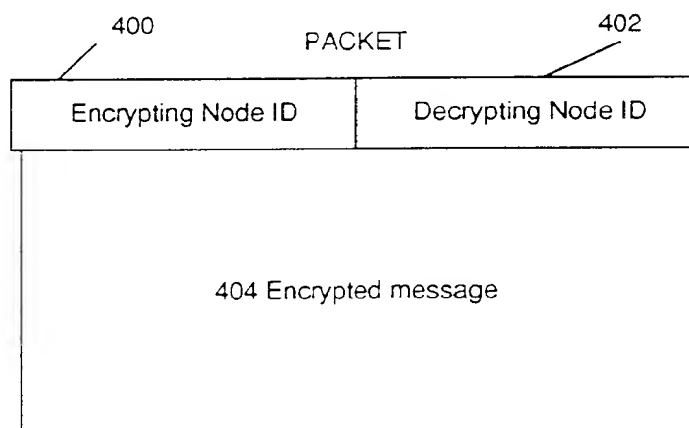 400 PACKET 402
Encrypting Node ID Decrypting Node ID
404 Encrypted message